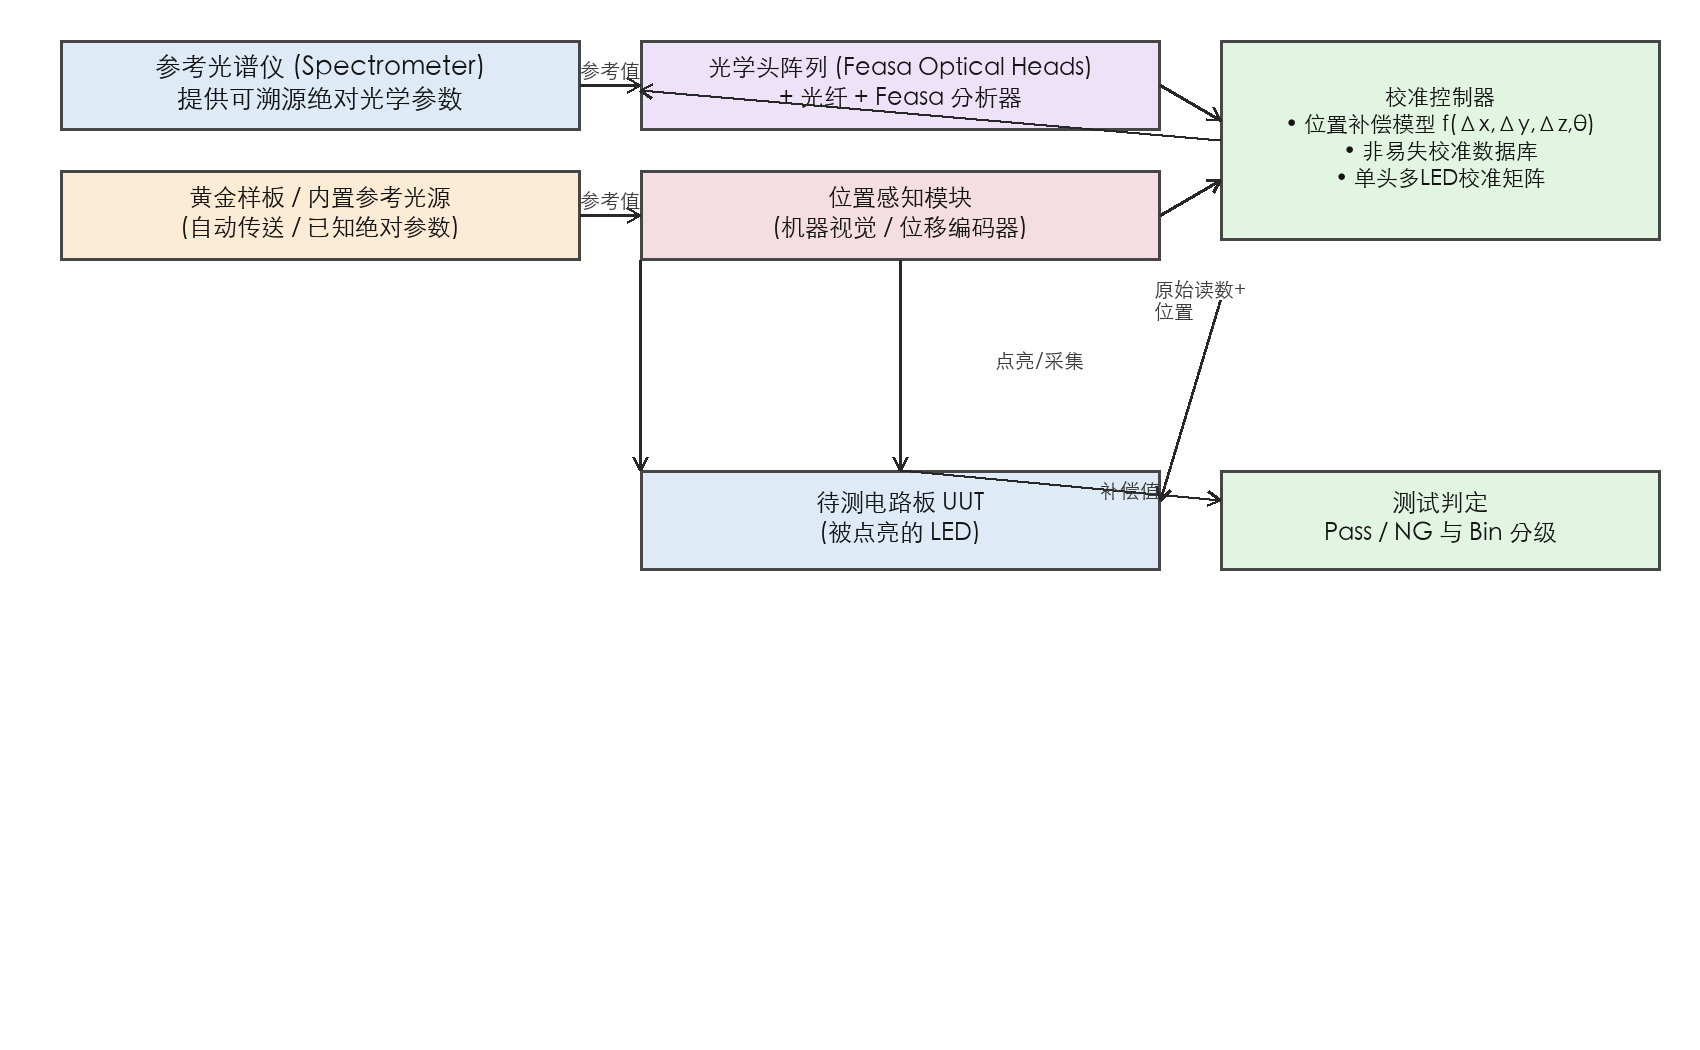 参考光谱仪 (Spectrometer)
提供可溯源绝对光学参数
参考值
光学头阵列 (Feasa Optical Heads)
+ 光纤 + Feasa 分析器
校准控制器
• 位置补偿模型 f(Δx,Δy,Δz,θ)
• 非易失校准数据库
• 单头多LED校准矩阵
黄金样板 / 内置参考光源
(自动传送 / 已知绝对参数)
参考值
位置感知模块
(机器视觉 / 位移编码器)
原始读数+
位置
点亮/采集
补偿值
待测电路板 UUT
(被点亮的 LED)
测试判定
Pass / NG 与 Bin 分级